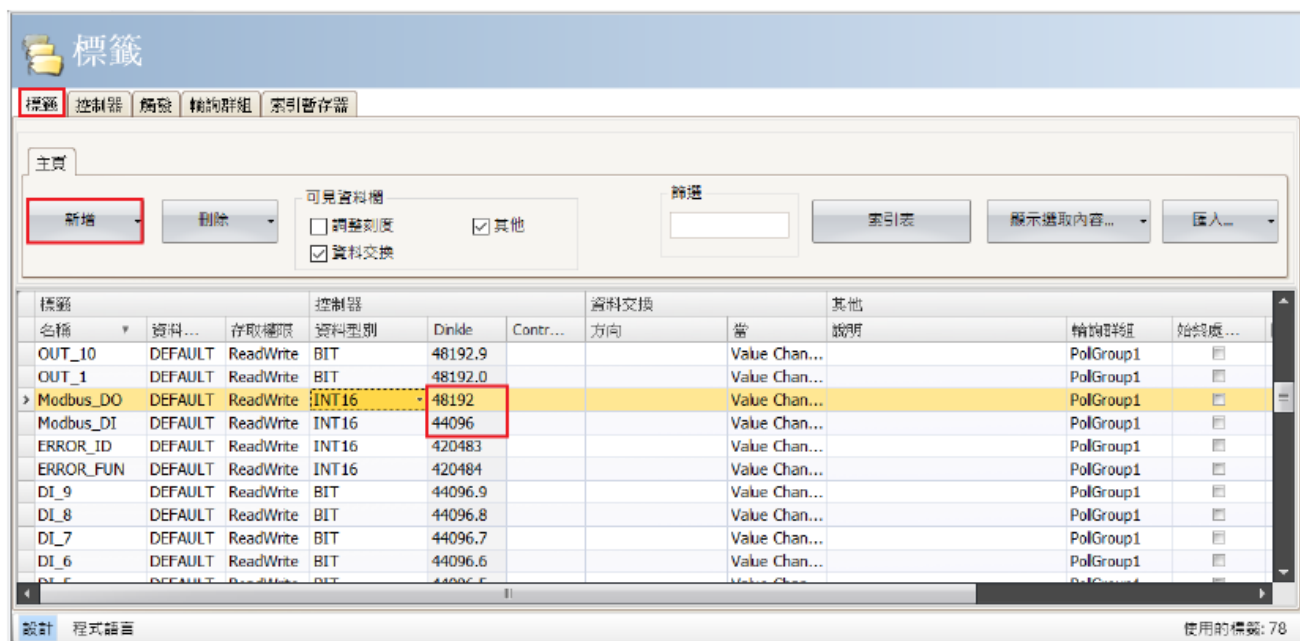 標籤
標籤 控制器 觸發 輪詢群組 索引暫存器
主頁
新增 刪除 可見資料欄 調整刻度 其他 資料交換 篩選 索引表 顯示選取內容... 匯入...
標籤 控制器 資料交換 其他
名稱 資料... 存取權限 資料型別 Dinkle Contr... 方向 當 說明 輪詢群組 始終處...
OUT_10 DEFAULT ReadWrite BIT 48192.9 Value Chan... PolGroup1
OUT_1 DEFAULT ReadWrite BIT 48192.0 Value Chan... PolGroup1
Modbus_DO DEFAULT ReadWrite INT16 48192 Value Chan... PolGroup1
Modbus_DI DEFAULT ReadWrite INT16 44096 Value Chan... PolGroup1
ERROR_ID DEFAULT ReadWrite INT16 420483 Value Chan... PolGroup1
ERROR_FUN DEFAULT ReadWrite INT16 420484 Value Chan... PolGroup1
DI_9 DEFAULT ReadWrite BIT 44096.9 Value Chan... PolGroup1
DI_8 DEFAULT ReadWrite BIT 44096.8 Value Chan... PolGroup1
DI_7 DEFAULT ReadWrite BIT 44096.7 Value Chan... PolGroup1
DI_6 DEFAULT ReadWrite BIT 44096.6 Value Chan... PolGroup1
設計 程式語言 使用的標籤: 78